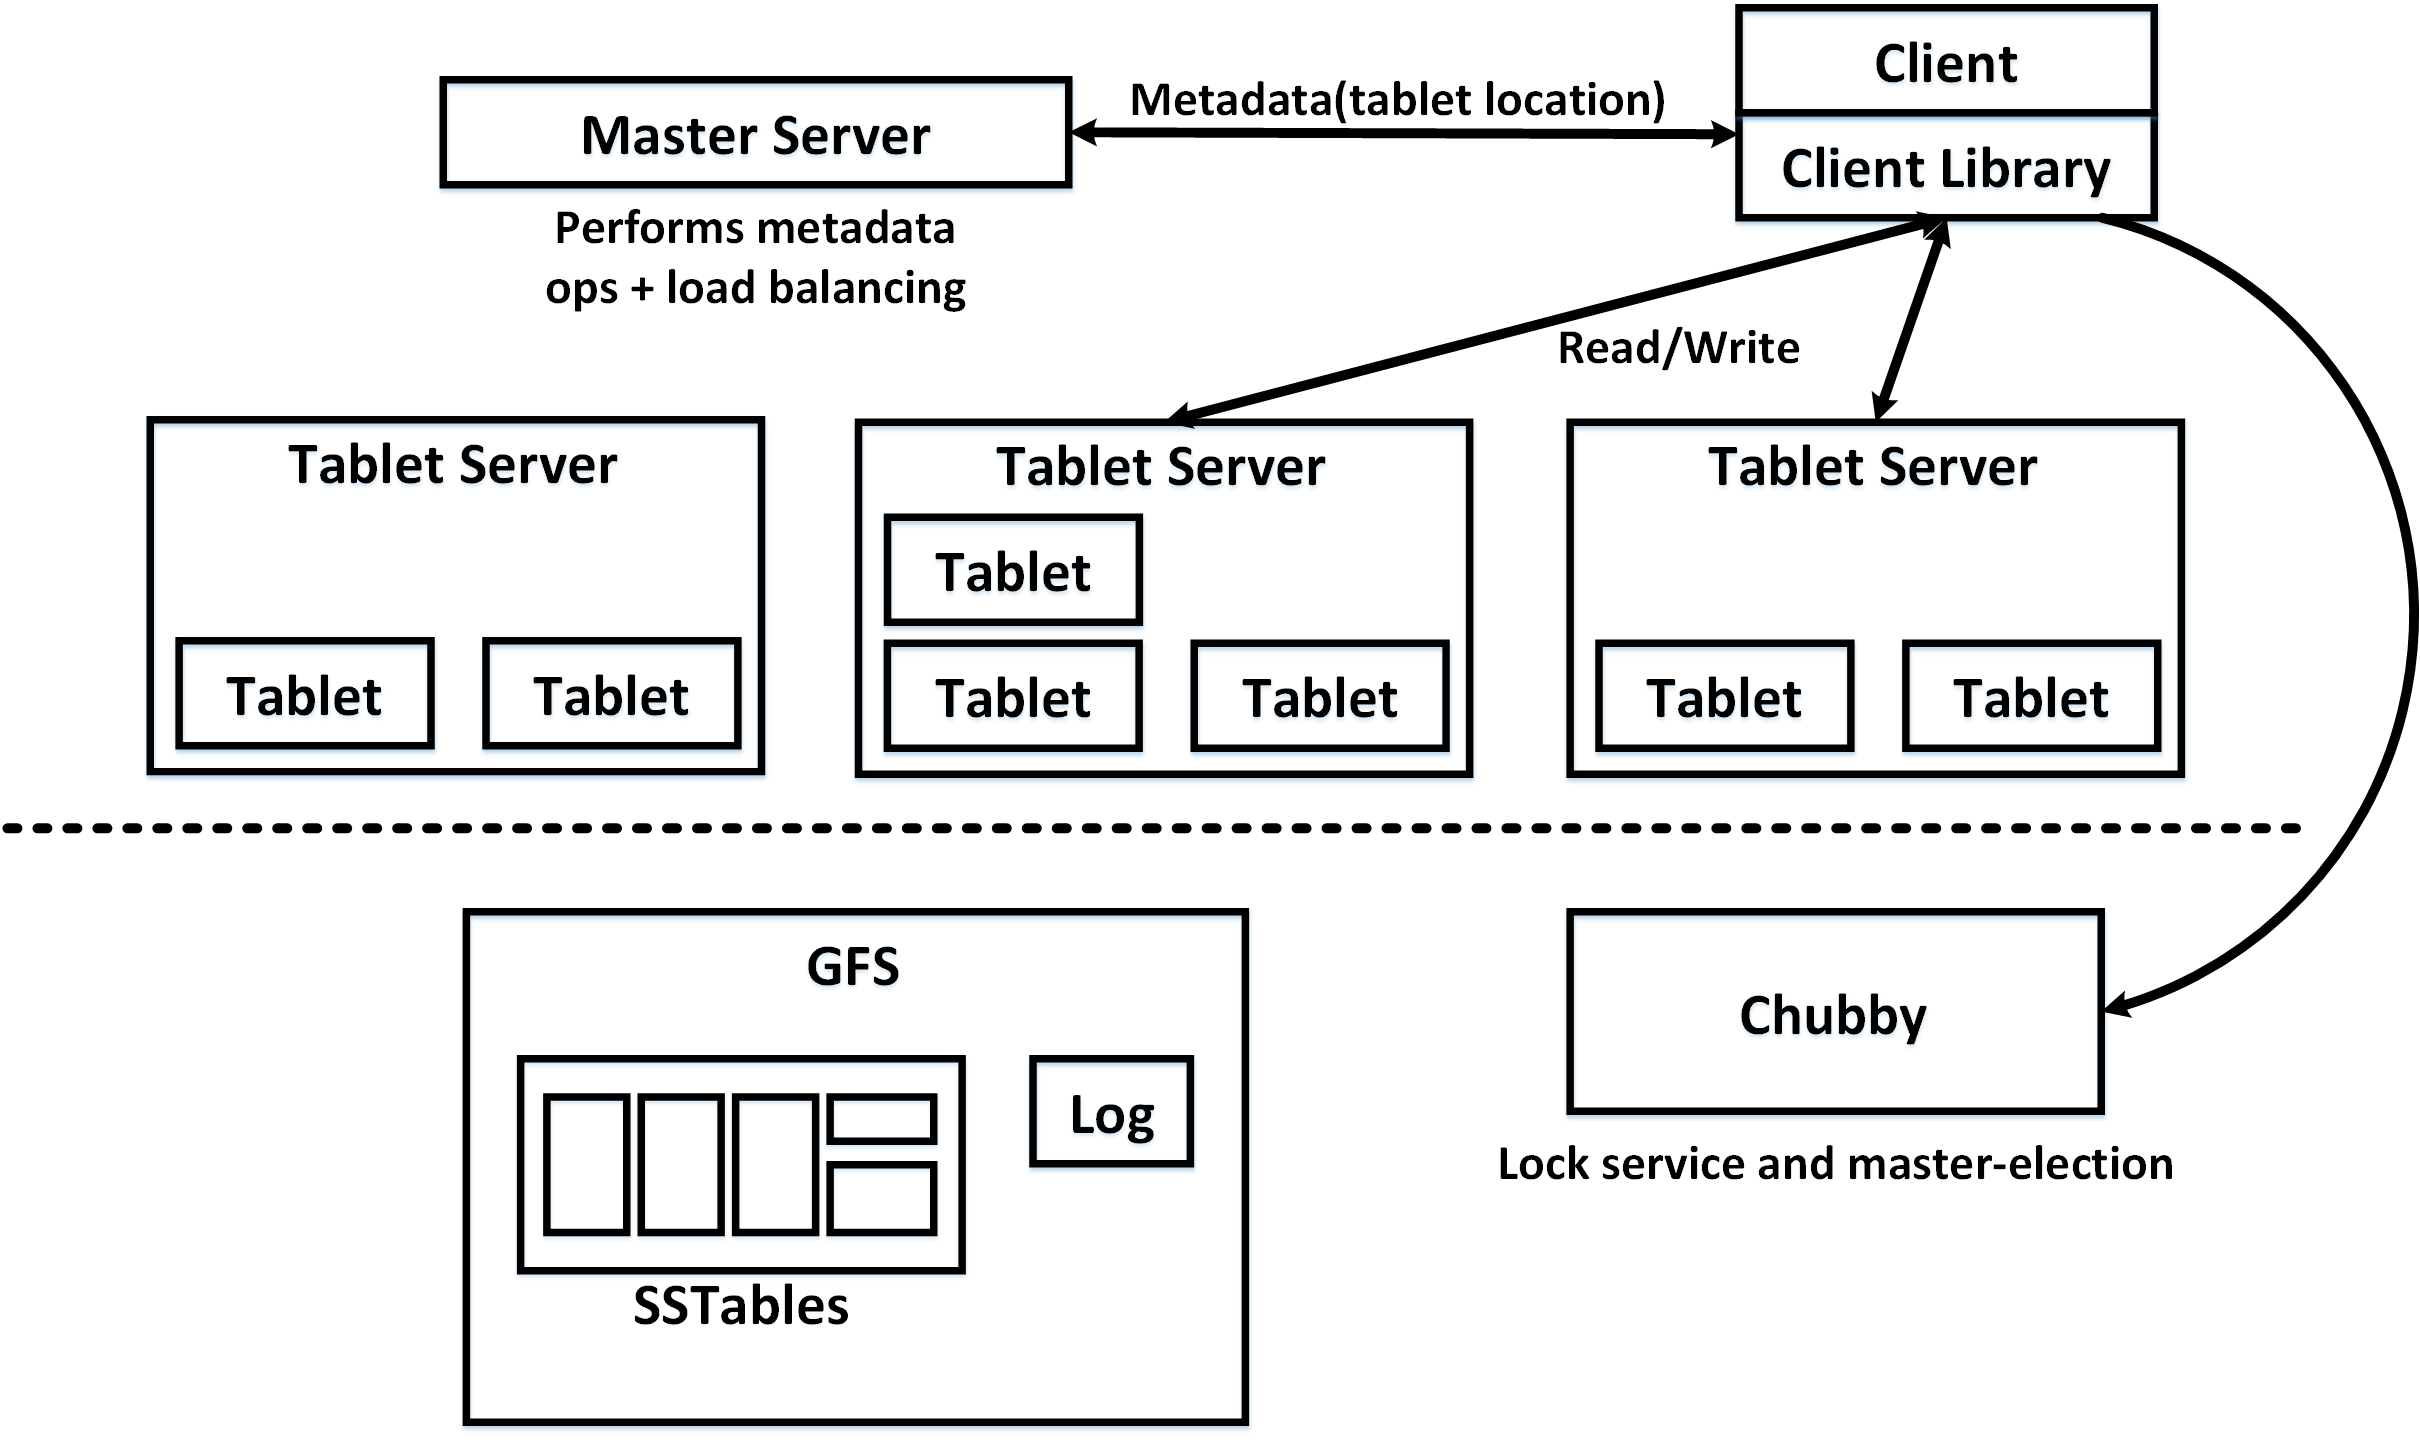 Client
Client Library
Metadata(tablet location)
Master Server
Performs metadata
ops + load balancing
Read/Write
Tablet Server
Tablet
Tablet
Tablet Server
Tablet
Tablet
Tablet
Tablet Server
Tablet
Tablet
GFS
Log
SSTables
Chubby
Lock service and master-election